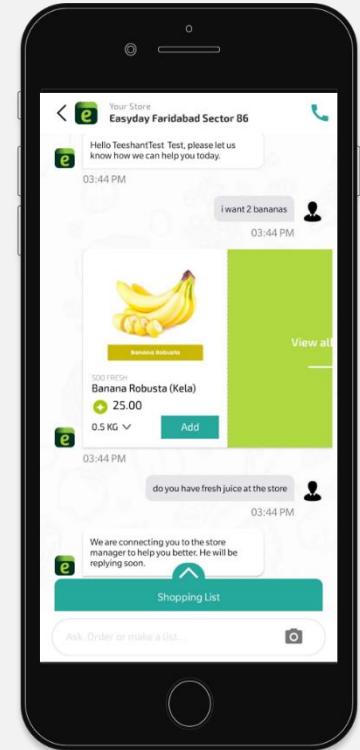 Your Store
Easyday Faridabad Sector 86
Hello TeeshantTest Test, please let us
know how we can help you today.
03:44 PM
i want 2 bananas
03:44 PM
Banana Robusta
SOO FRESH
Banana Robusta (Kela)
25.00
0.5 KG
Add
View all
03:44 PM
do you have fresh juice at the store
03:44 PM
We are connecting you to the store
manager to help you better. He will be
replying soon.
Shopping List
Ask, Order or make a list...